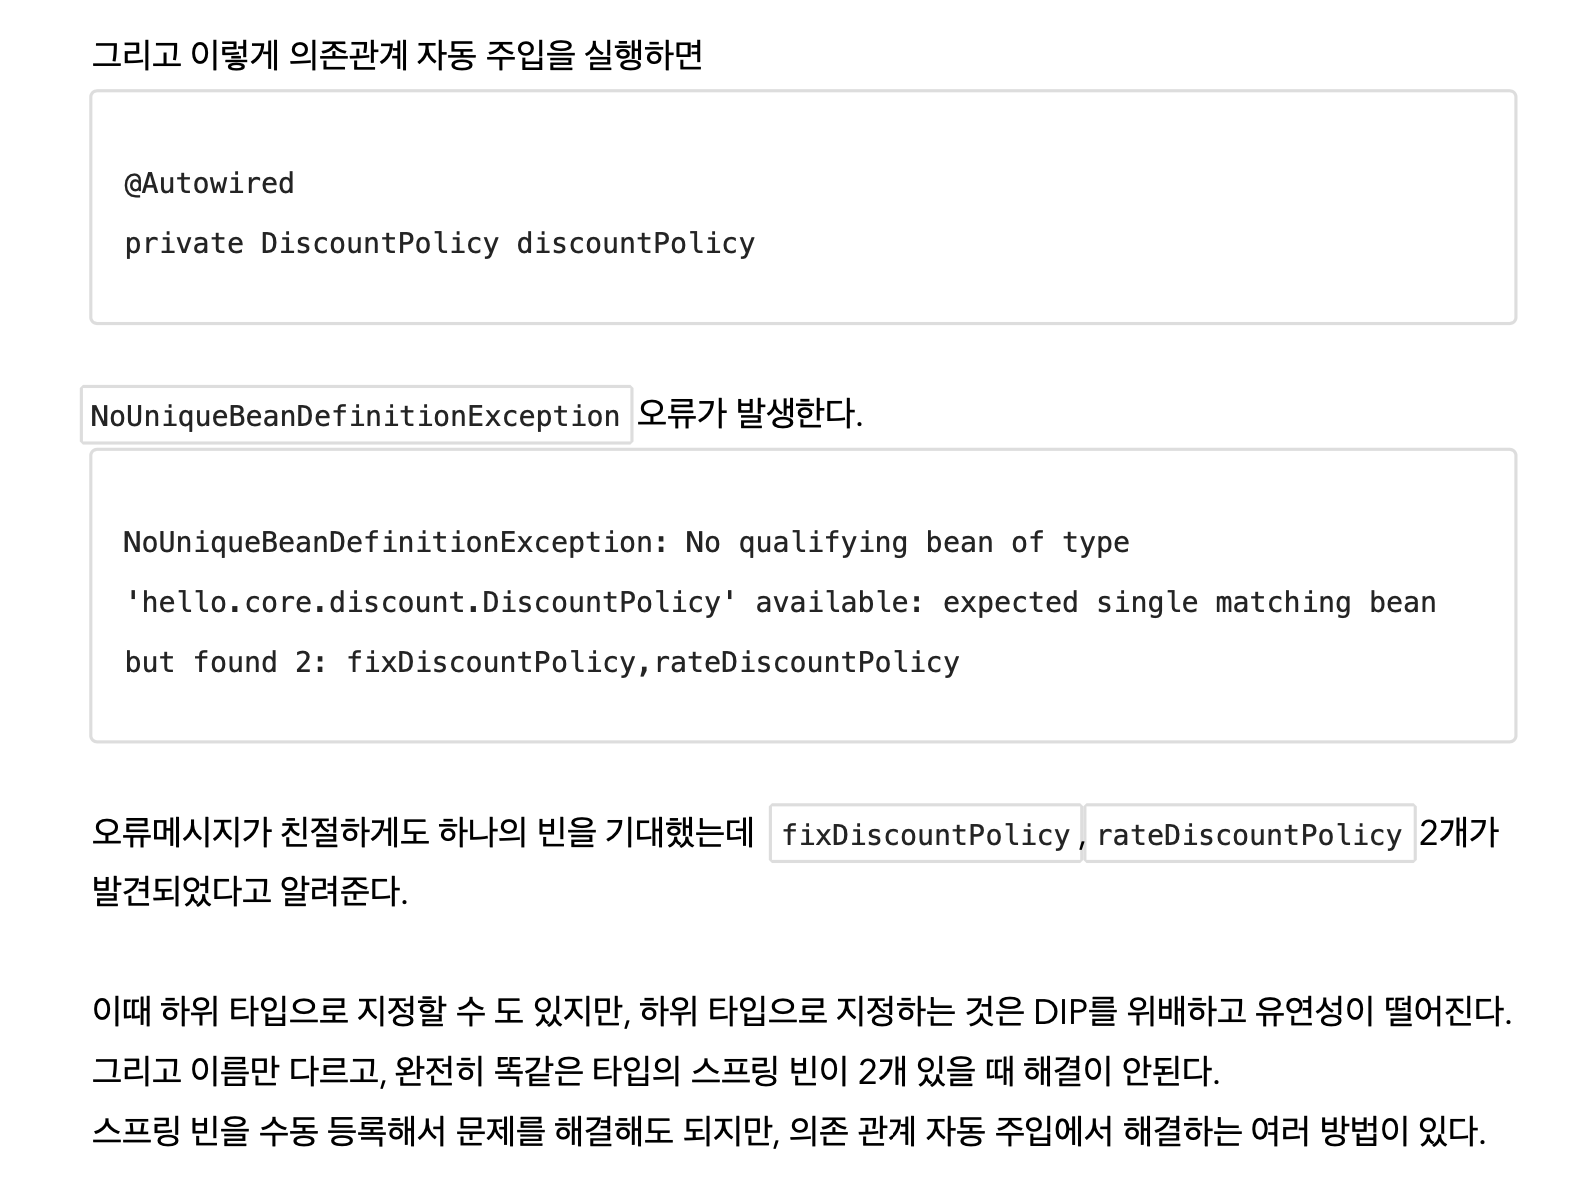 그리고 이렇게 의존관계 자동 주입을 실행하면
@Autowired
private DiscountPolicy discountPolicy
NoUniqueBeanDefinitionException 오류가 발생한다.
NoUniqueBeanDefinitionException: No qualifying bean of type
'hello.core.discount.DiscountPolicy' available: expected single matching bean
but found 2: fixDiscountPolicy,rateDiscountPolicy
오류메시지가 친절하게도 하나의 빈을 기대했는데 fixDiscountPolicy,rateDiscountPolicy 2개가
발견되었다고 알려준다.
이때 하위 타입으로 지정할 수 도 있지만, 하위 타입으로 지정하는 것은 DIP를 위배하고 유연성이 떨어진다.
그리고 이름만 다르고, 완전히 똑같은 타입의 스프링 빈이 2개 있을 때 해결이 안된다.
스프링 빈을 수동 등록해서 문제를 해결해도 되지만, 의존 관계 자동 주입에서 해결하는 여러 방법이 있다.